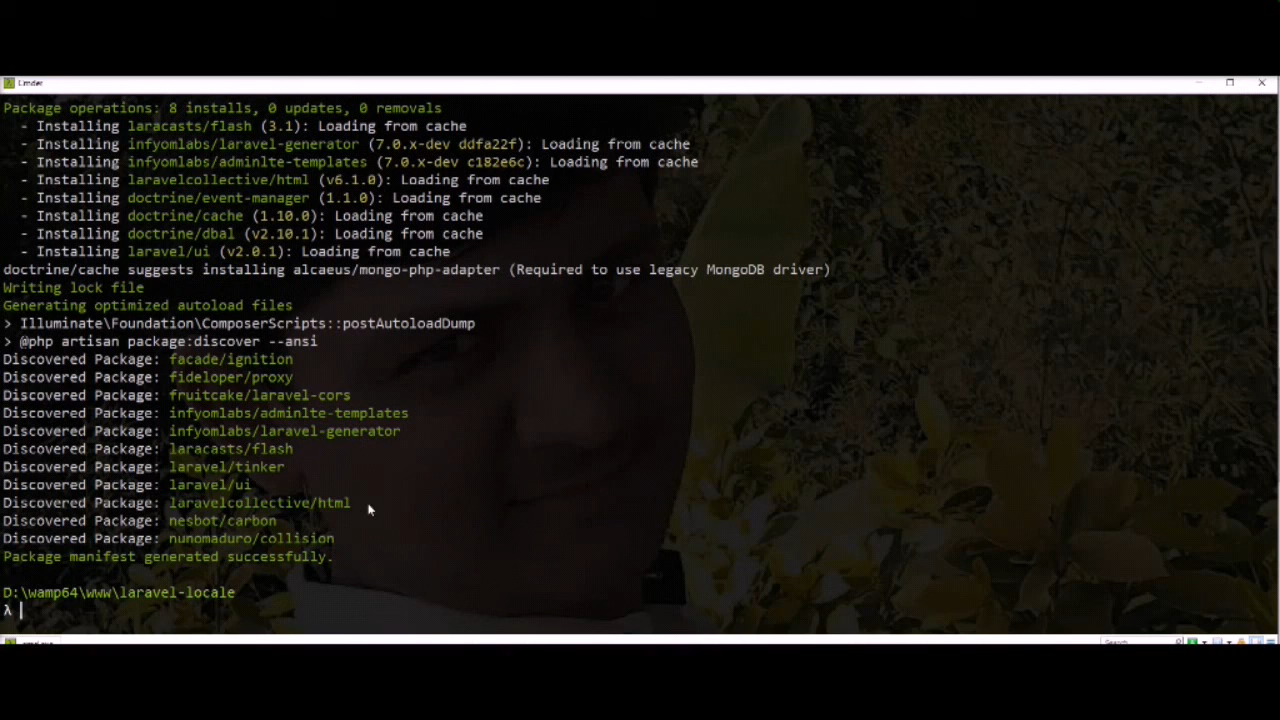 Cmder
Package operations: 8 installs, 0 updates, 0 removals
- Installing laracasts/flash (3.1): Loading from cache
- Installing infyomlabs/laravel-generator (7.0.x-dev ddfa22f): Loading from cache
- Installing infyomlabs/adminlte-templates (7.0.x-dev c182e6c): Loading from cache
- Installing laravelcollective/html (v6.1.0): Loading from cache
- Installing doctrine/event-manager (1.1.0): Loading from cache
- Installing doctrine/cache (1.10.0): Loading from cache
- Installing doctrine/dbal (v2.10.1): Loading from cache
- Installing laravel/ui (v2.0.1): Loading from cache
doctrine/cache suggests installing alcaeus/mongo-php-adapter (Required to use legacy MongoDB driver)
Writing lock file
Generating optimized autoload files
> Illuminate\Foundation\ComposerScripts::postAutoloadDump
> @php artisan package:discover --ansi
Discovered Package: facade/ignition
Discovered Package: fideloper/proxy
Discovered Package: fruitcake/laravel-cors
Discovered Package: infyomlabs/adminlte-templates
Discovered Package: infyomlabs/laravel-generator
Discovered Package: laracasts/flash
Discovered Package: laravel/tinker
Discovered Package: laravel/ui
Discovered Package: laravelcollective/html
Discovered Package: nesbot/carbon
Discovered Package: nunomaduro/collision
Package manifest generated successfully.
D:\wamp64\www\laravel-locale
λ
Search